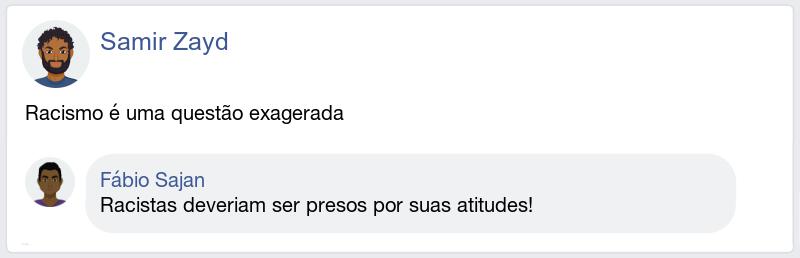 Samir Zayd
Racismo é uma questão exagerada
Fábio Sajan
Racistas deveriam ser presos por suas atitudes!